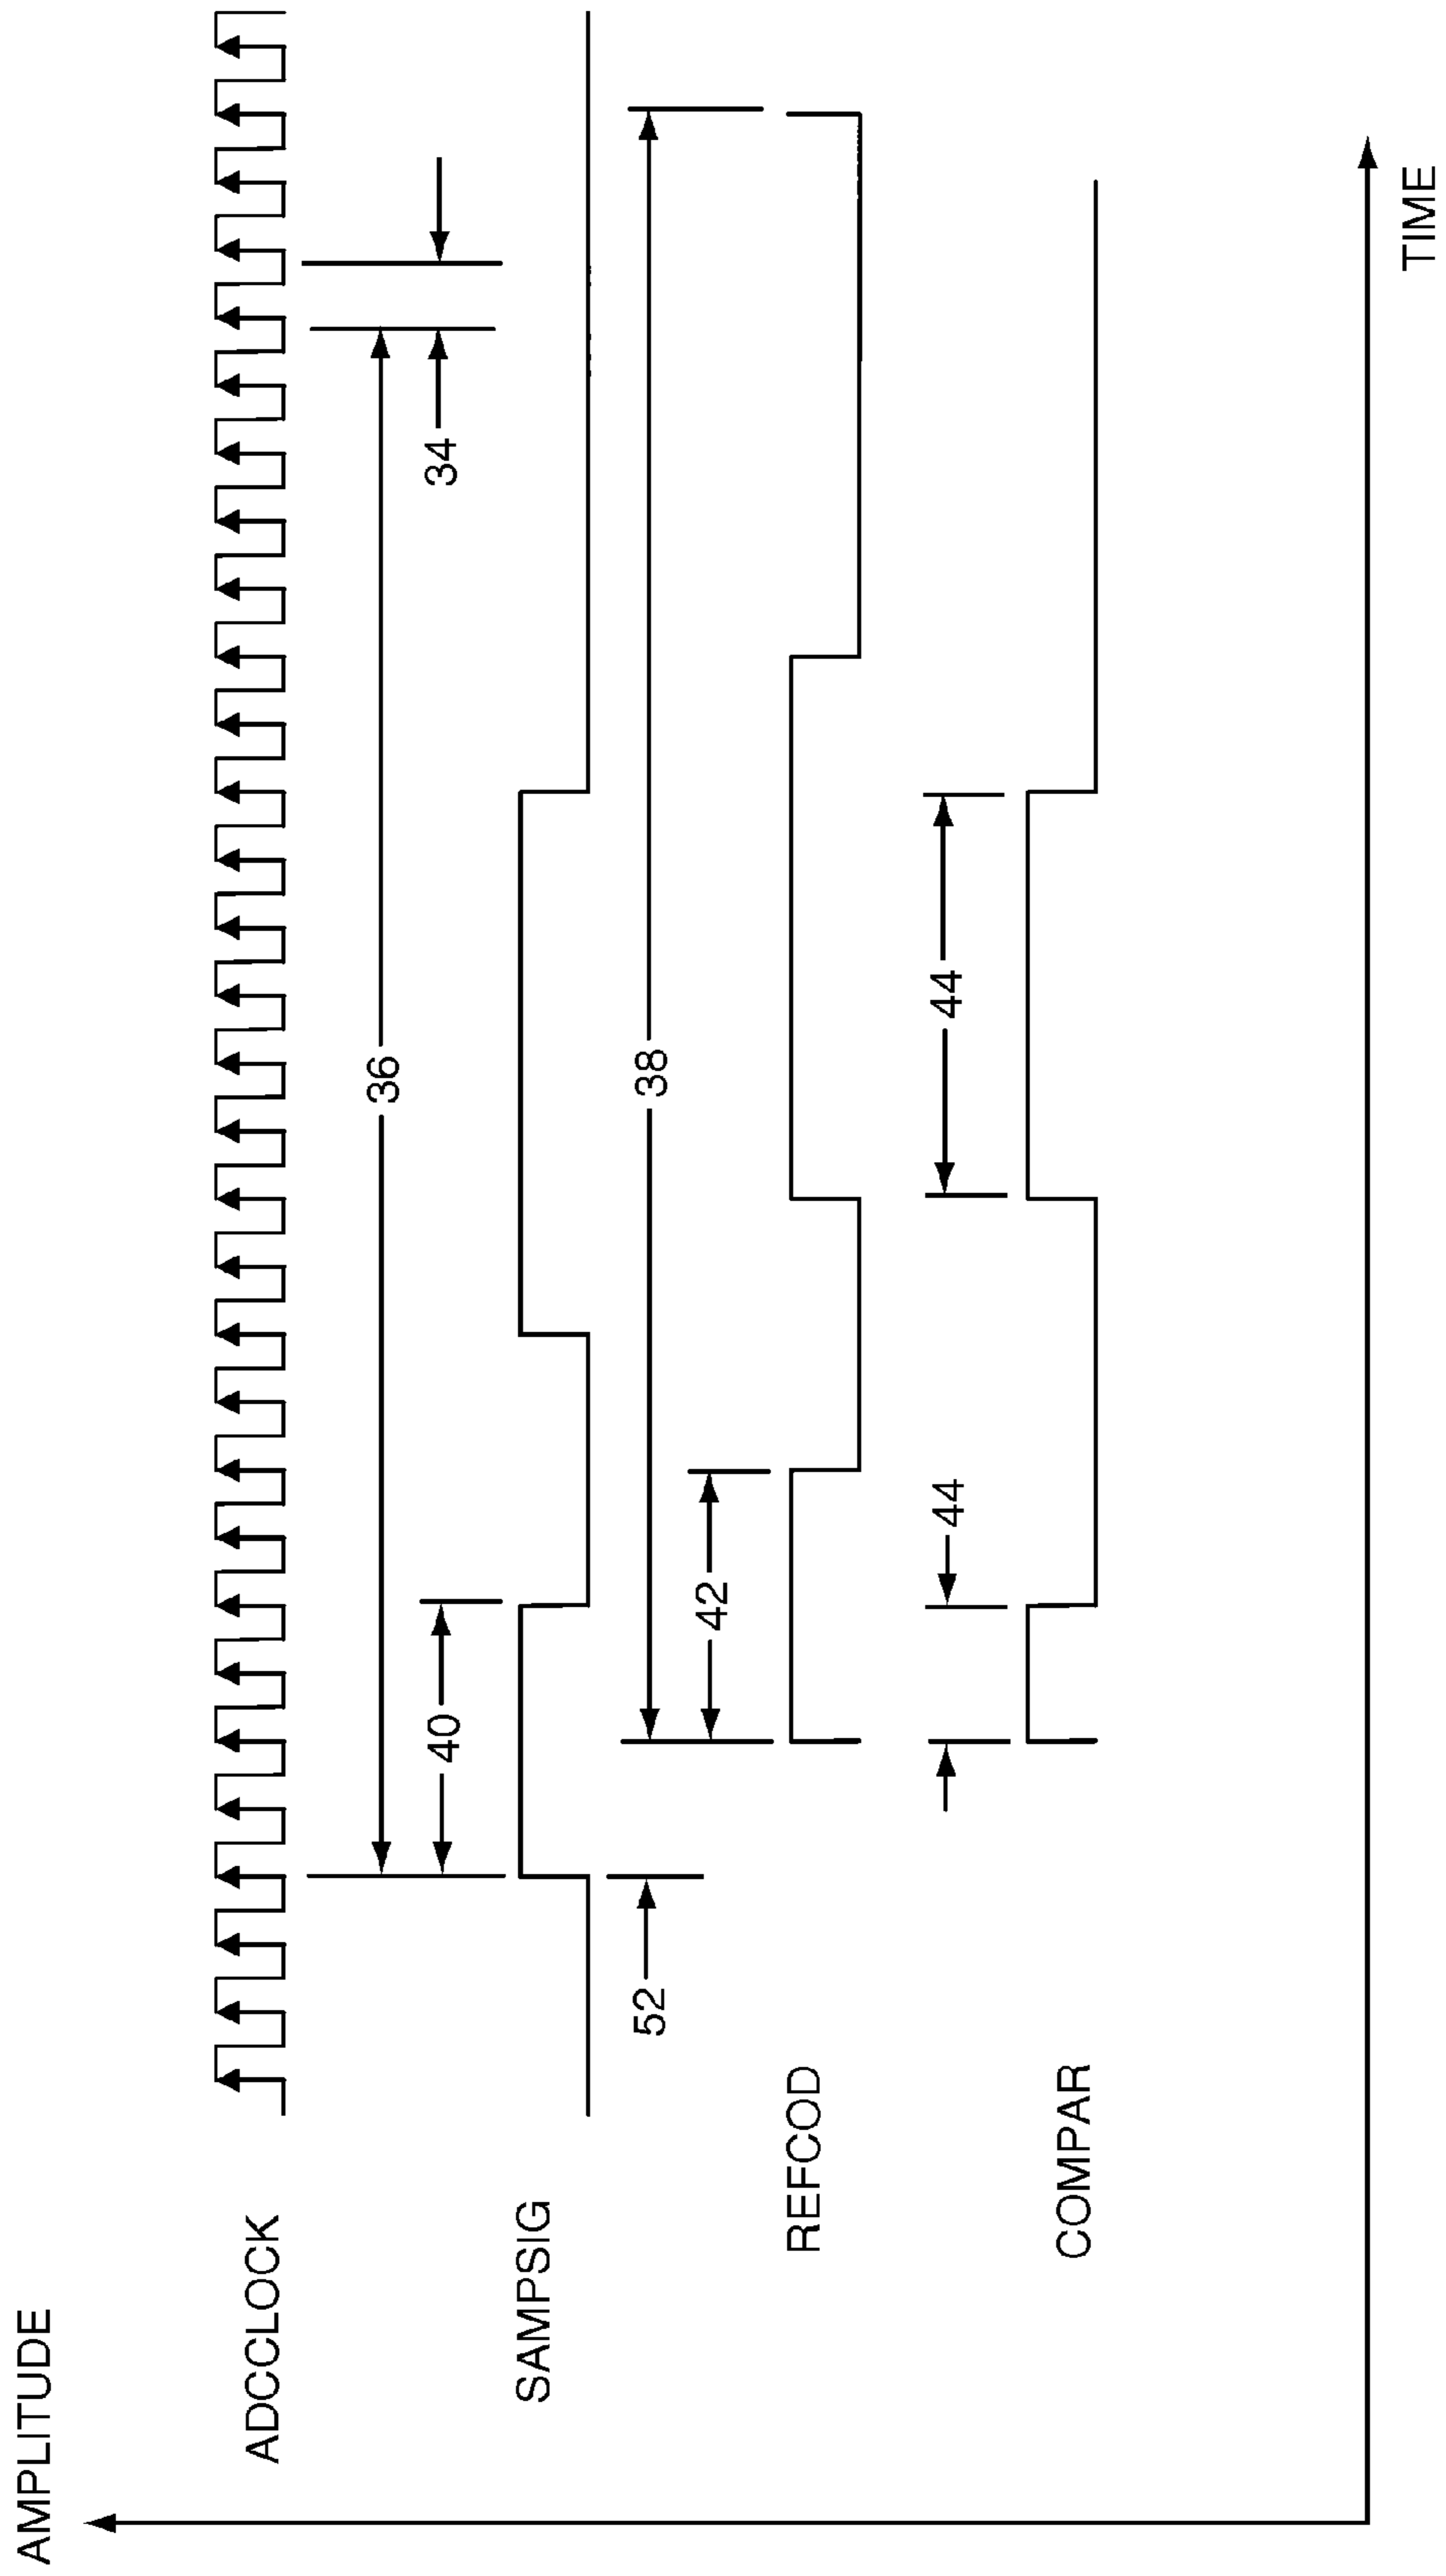 AMPLITUDE
ADCCLOCK
36
34
40
SAMPSIG
52
38
42
REFCOD
44
44
COMPAR
TIME